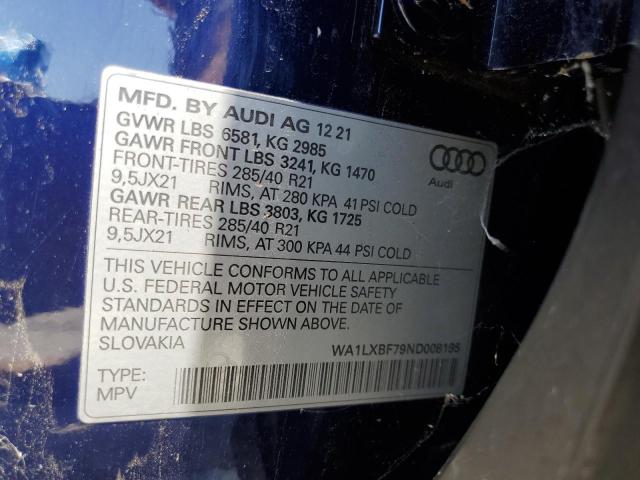 MFD. BY AUDI AG 12 21
GVWR LBS 6581, KG 2985
GAWR FRONT LBS 3241, KG 1470
FRONT-TIRES 285/40 R21
9,5JX21 RIMS, AT 280 KPA 41 PSI COLD
GAWR REAR LBS 3803, KG 1725
REAR-TIRES 285/40 R21
9,5JX21 RIMS, AT 300 KPA 44 PSI COLD
Audi
THIS VEHICLE CONFORMS TO ALL APPLICABLE
U.S. FEDERAL MOTOR VEHICLE SAFETY
STANDARDS IN EFFECT ON THE DATE OF
MANUFACTURE SHOWN ABOVE.
SLOVAKIA
WA1LXBF79ND006195
TYPE:
MPV